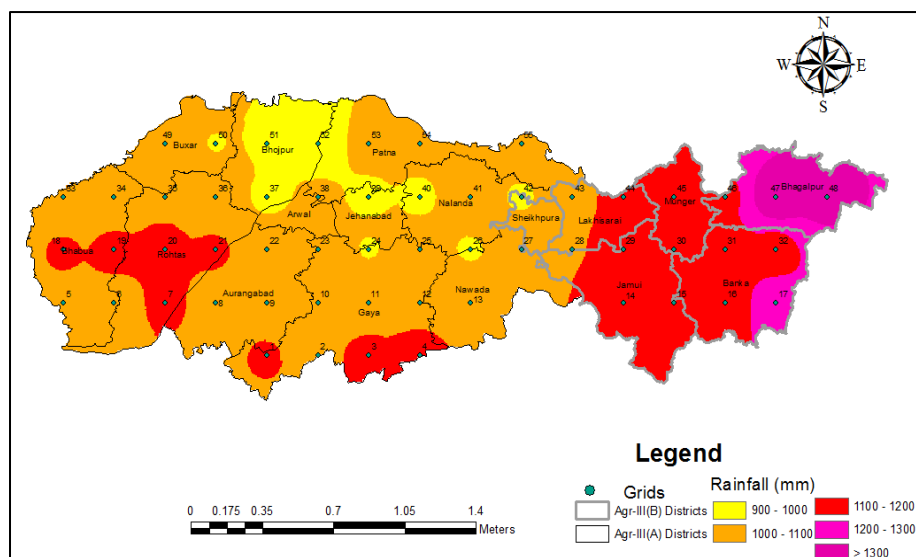 N
W E
S
49 50 51 52 53 54 55
Buxar Bhojpur Patna
33 34 35 36 37 38 39 40 41 42 43 44 45 46 47 48
Bhagalpur
Arwal Jehanabad Nalanda Sheikhpura Lakhsarai Munger
18 19 20 21 22 23 24 25 26 27 28 29 30 31 32
Bhabua Rohtas
Aurangabad Gaya Nawada Jamui Banka
5 6 7 8 9 10 11 12 13 14 15 16 17
1 2 3 4
Legend
Grids
Agr-III(B) Districts
Agr-III(A) Districts
Rainfall (mm)
900 - 1000
1000 - 1100
1100 - 1200
1200 - 1300
> 1300
0 0.175 0.35 0.7 1.05 1.4
Meters